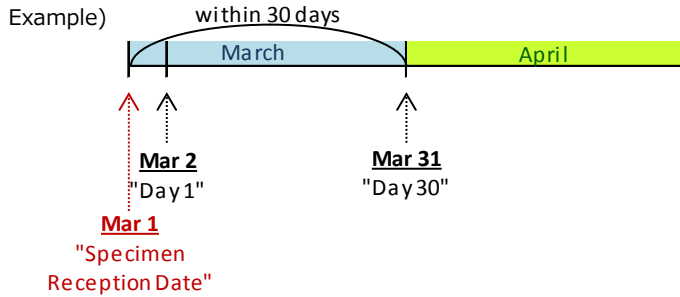 Example)
within 30 days
March
April
Mar 2
"Day 1"
Mar 31
"Day 30"
Mar 1
"Specimen
Reception Date"